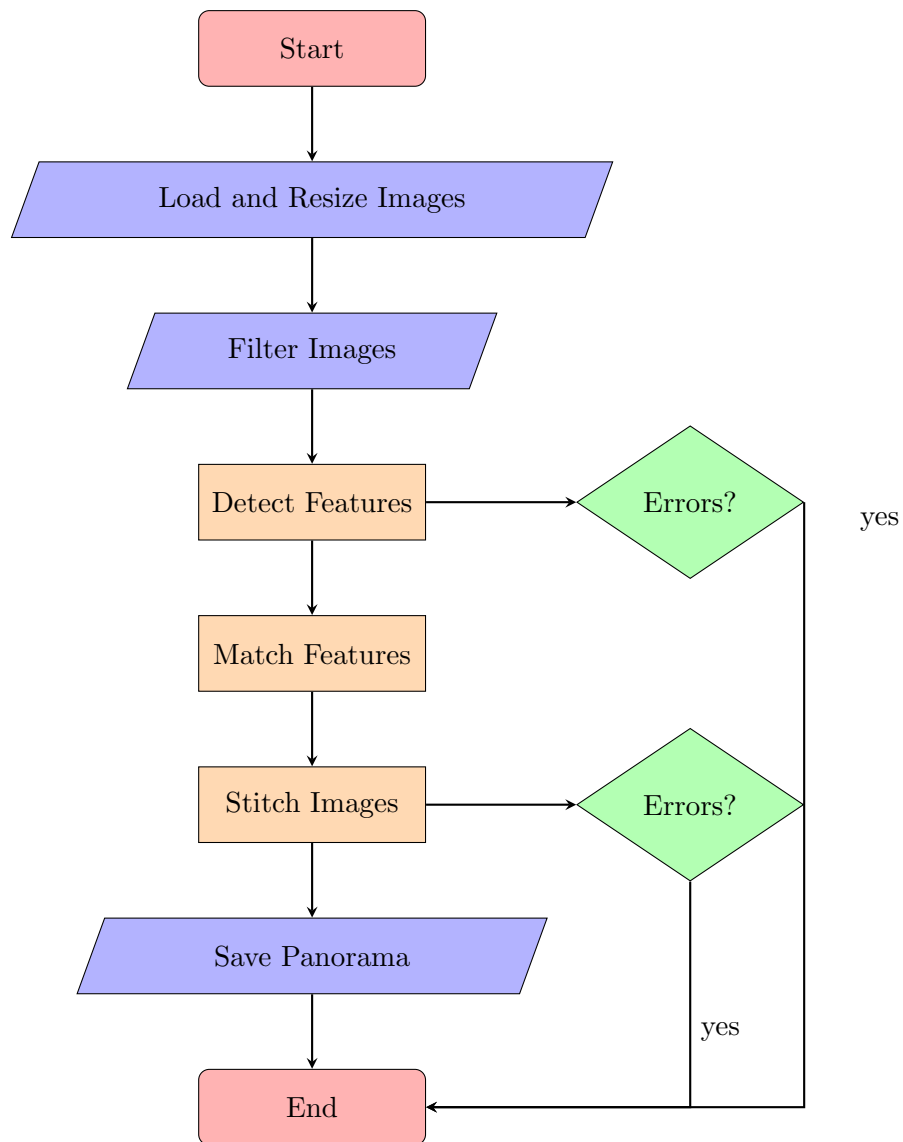 Start
Load and Resize Images
Filter Images
Detect Features
Errors?
yes
Match Features
Stitch Images
Errors?
Save Panorama
yes
End